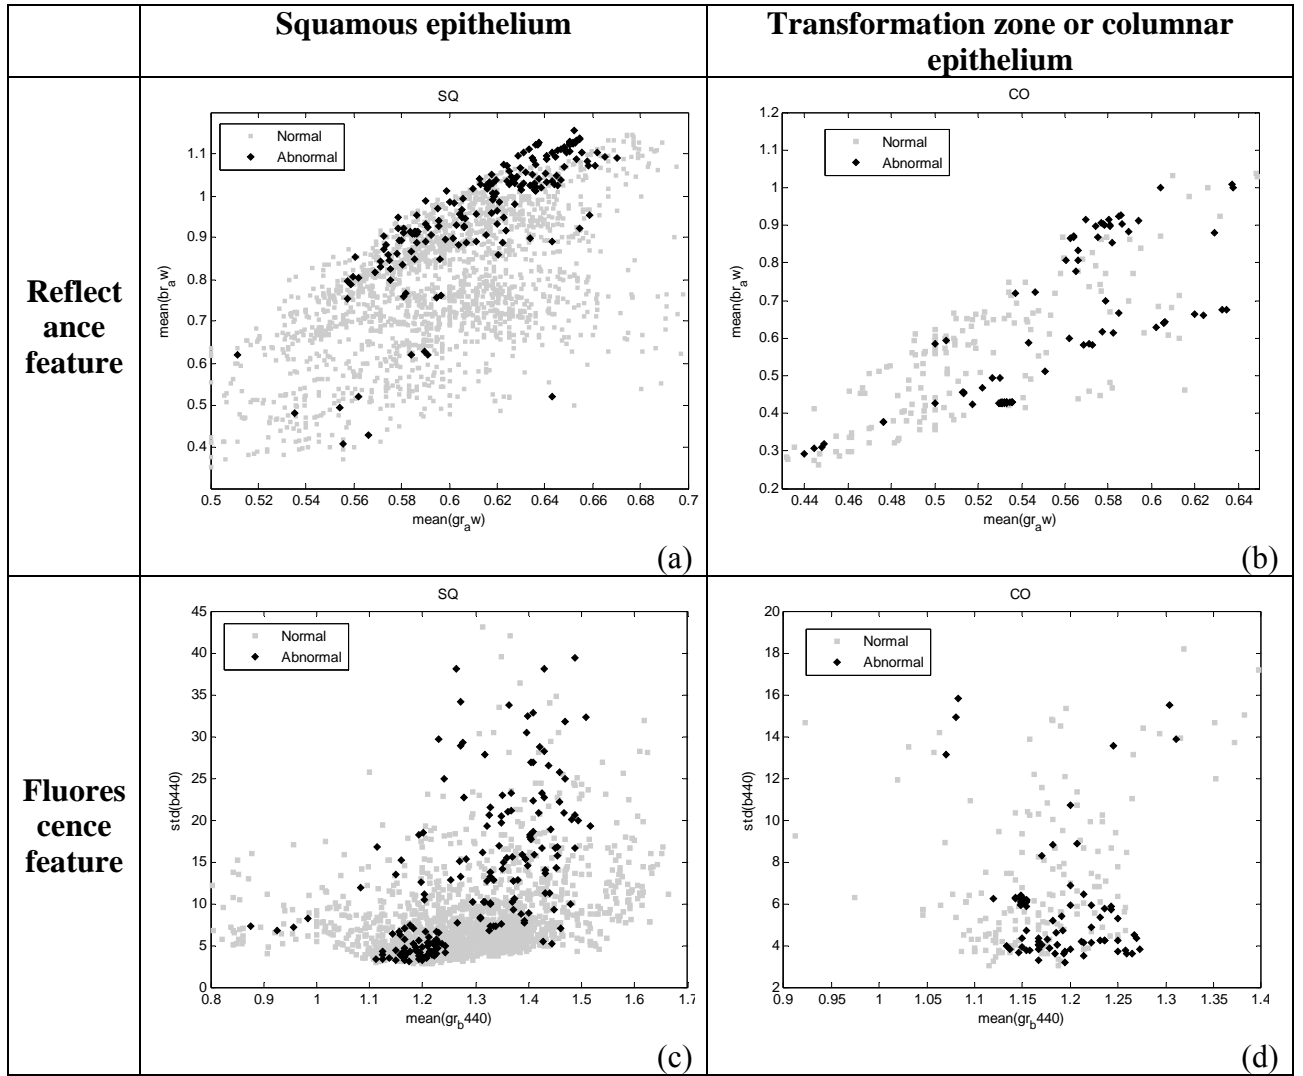 Squamous epithelium
Transformation zone or columnar
epithelium
Reflect
ance
feature
SQ
Normal
Abnormal
mean(br_aw)
1.1
1
0.9
0.8
0.7
0.6
0.5
0.4
0.5 0.52 0.54 0.56 0.58 0.6 0.62 0.64 0.66 0.68 0.7
mean(gr_aw)
(a)
CO
Normal
Abnormal
mean(br_aw)
1.2
1.1
1
0.9
0.8
0.7
0.6
0.5
0.4
0.3
0.2
0.44 0.46 0.48 0.5 0.52 0.54 0.56 0.58 0.6 0.62 0.64
mean(gr_aw)
(b)
Fluores
cence
feature
SQ
Normal
Abnormal
std(b440)
45
40
35
30
25
20
15
10
5
0
0.8 0.9 1 1.1 1.2 1.3 1.4 1.5 1.6 1.7
mean(gr_b440)
(c)
CO
Normal
Abnormal
std(b440)
20
18
16
14
12
10
8
6
4
2
0.9 0.95 1 1.05 1.1 1.15 1.2 1.25 1.3 1.35 1.4
mean(gr_b440)
(d)